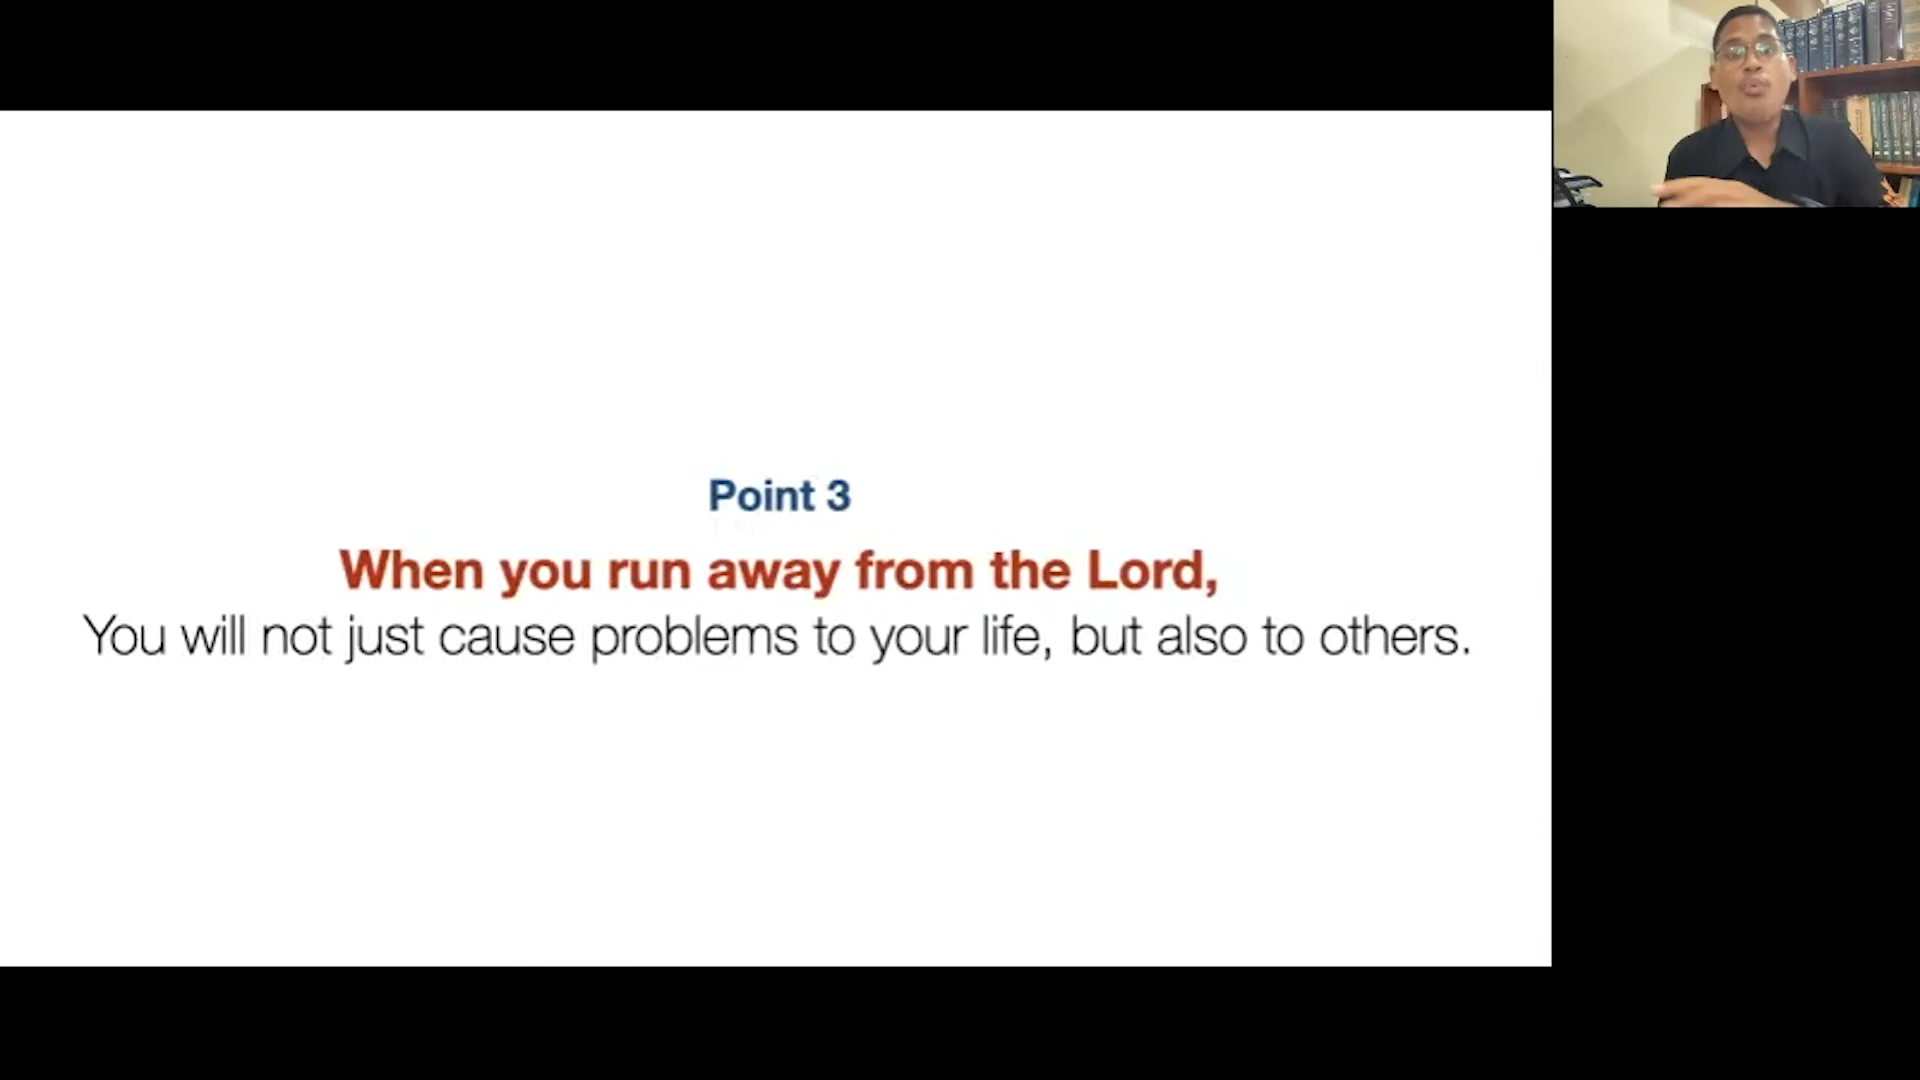 Point 3
When you run away from the Lord,
You will not just cause problems to your life, but also to others.